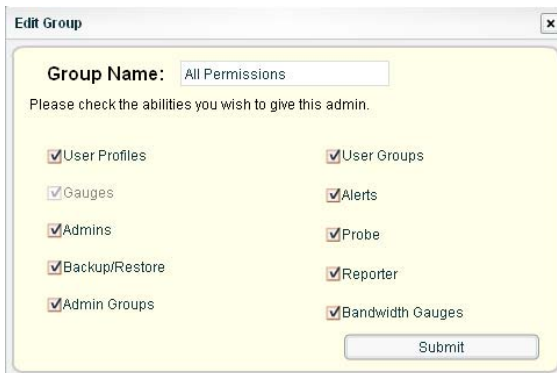 Edit Group
Group Name: All Permissions
Please check the abilities you wish to give this admin.
User Profiles
User Groups
Gauges
Alerts
Admins
Probe
Backup/Restore
Reporter
Admin Groups
Bandwidth Gauges
Submit